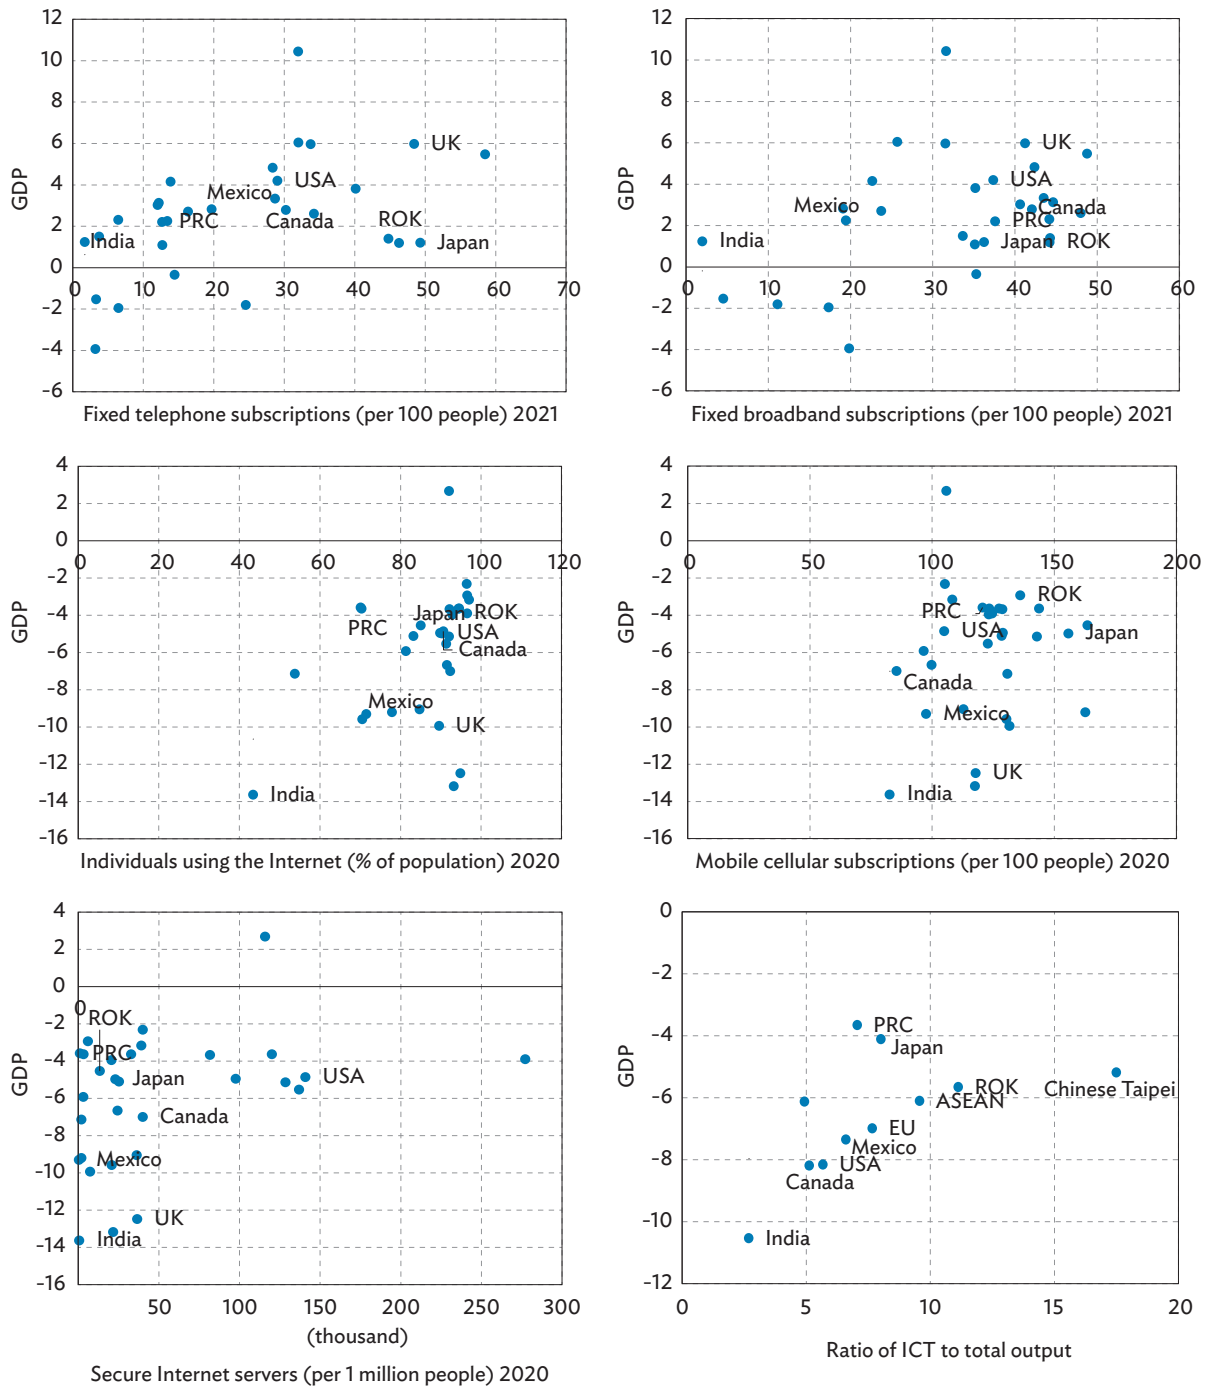 12
10
8
6
4
2
0
-2
-4
-6
GDP
UK
USA
Mexico
PRC
Canada
ROK
India
Japan
0 10 20 30 40 50 60 70
Fixed telephone subscriptions (per 100 people) 2021
12
10
8
6
4
2
0
-2
-4
-6
GDP
UK
USA
Mexico
Canada
PRC
India
Japan
ROK
0 10 20 30 40 50 60
Fixed broadband subscriptions (per 100 people) 2021
4
2
0
-2
-4
-6
-8
-10
-12
-14
-16
GDP
0 20 40 60 80 100 120
Japan ROK
PRC
USA
Canada
Mexico
UK
India
Individuals using the Internet (% of population) 2020
4
2
0
-2
-4
-6
-8
-10
-12
-14
-16
GDP
0 50 100 150 200
ROK
PRC
USA
Japan
Canada
Mexico
UK
India
Mobile cellular subscriptions (per 100 people) 2020
4
2
0
-2
-4
-6
-8
-10
-12
-14
-16
GDP
0
ROK
PRC
Japan
USA
Canada
Mexico
UK
India
50 100 150 200 250 300
(thousand)
Secure Internet servers (per 1 million people) 2020
0
-2
-4
-6
-8
-10
-12
GDP
PRC
Japan
ROK
Chinese Taipei
ASEAN
EU
Mexico
USA
Canada
India
0 5 10 15 20
Ratio of ICT to total output